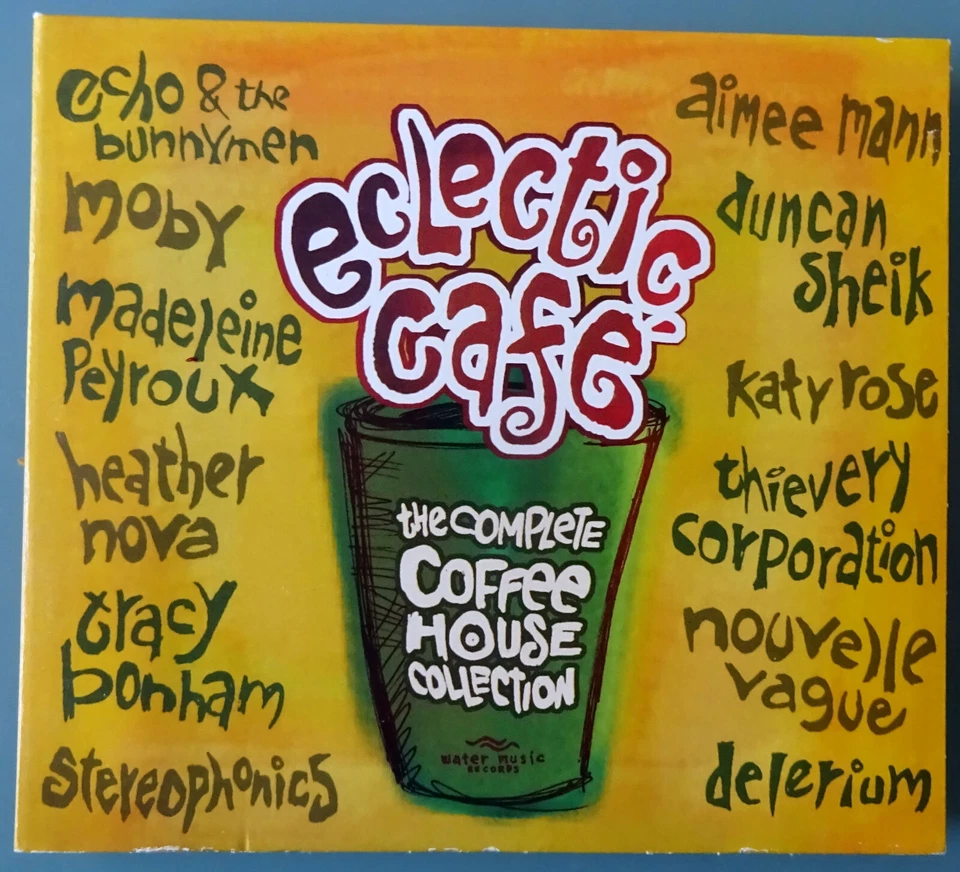 echo & the
bunnymen
moby
madeleine
Peyroux
heather
nova
tracy
bonham
Stereophonics
eclectic
café
the COMPLETE
COFFee
HOUSE
COLLECTION
water music
RECORDS
aimee mann
duncan
sheik
katy rose
thievery
corporation
nouvelle
vague
delerium